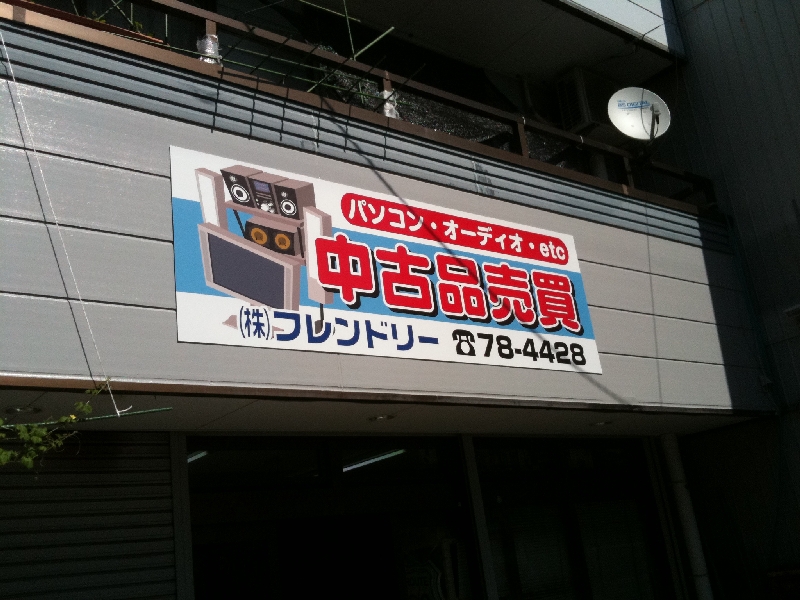 パソコン・オーディオ・etc
中古品売買
(株)フレンドリー ☎78-4428